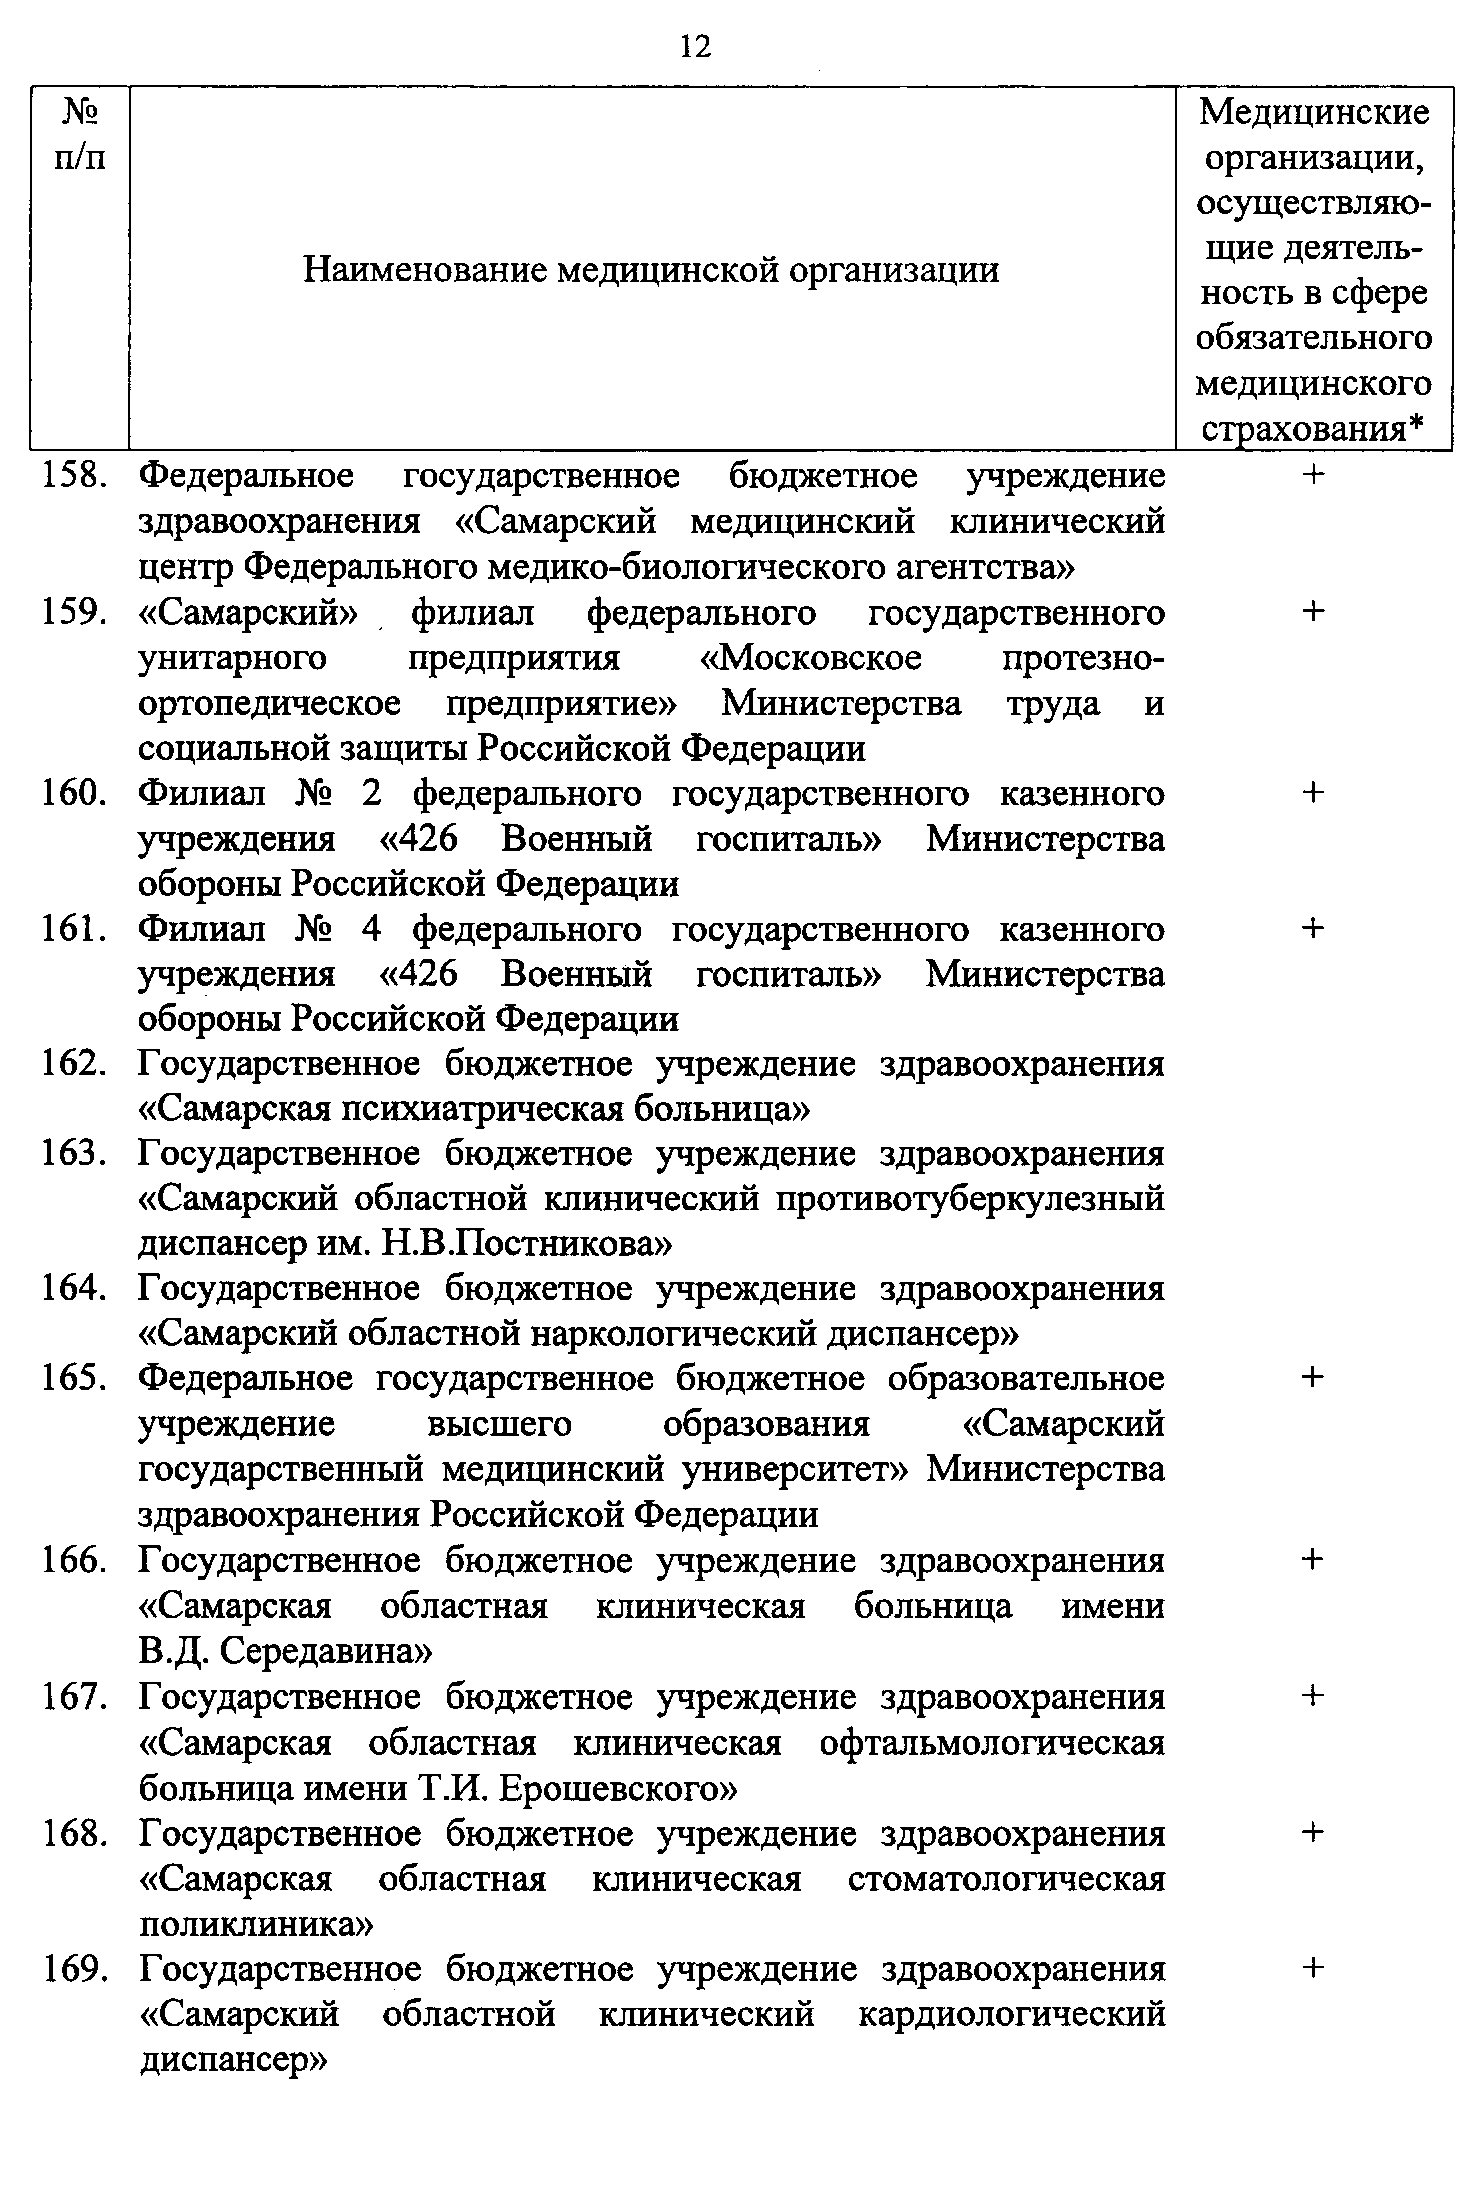 12
№
п/п
Наименование медицинской организации
Медицинские
организации,
осуществляю-
щие деятель-
ность в сфере
обязательного
медицинского
страхования*
158. Федеральное государственное бюджетное учреждение +
здравоохранения «Самарский медицинский клинический
центр Федерального медико-биологического агентства»
159. «Самарский» филиал федерального государственного +
унитарного предприятия «Московское протезно-
ортопедическое предприятие» Министерства труда и
социальной защиты Российской Федерации
160. Филиал № 2 федерального государственного казенного +
учреждения «426 Военный госпиталь» Министерства
обороны Российской Федерации
161. Филиал № 4 федерального государственного казенного +
учреждения «426 Военный госпиталь» Министерства
обороны Российской Федерации
162. Государственное бюджетное учреждение здравоохранения
«Самарская психиатрическая больница»
163. Государственное бюджетное учреждение здравоохранения
«Самарский областной клинический противотуберкулезный
диспансер им. Н.В.Постникова»
164. Государственное бюджетное учреждение здравоохранения
«Самарский областной наркологический диспансер»
165. Федеральное государственное бюджетное образовательное +
учреждение высшего образования «Самарский
государственный медицинский университет» Министерства
здравоохранения Российской Федерации
166. Государственное бюджетное учреждение здравоохранения +
«Самарская областная клиническая больница имени
В.Д. Середавина»
167. Государственное бюджетное учреждение здравоохранения +
«Самарская областная клиническая офтальмологическая
больница имени Т.И. Ерошевского»
168. Государственное бюджетное учреждение здравоохранения +
«Самарская областная клиническая стоматологическая
поликлиника»
169. Государственное бюджетное учреждение здравоохранения +
«Самарский областной клинический кардиологический
диспансер»